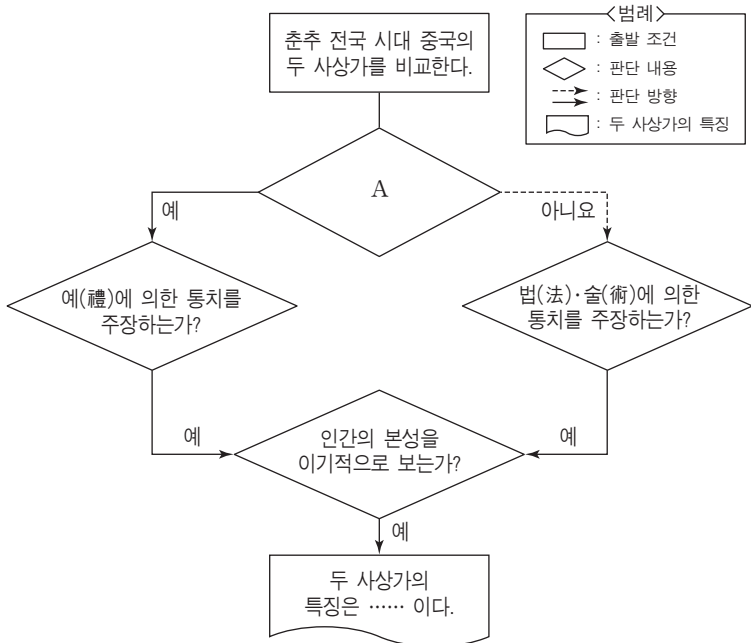 춘추 전국 시대 중국의
두 사상가를 비교한다.
<범례>
: 출발 조건
: 판단 내용
: 판단 방향
: 두 사상가의 특징
A
예
아니요
예(禮)에 의한 통치를
주장하는가?
법(法)·술(術)에 의한
통치를 주장하는가?
예
예
인간의 본성을
이기적으로 보는가?
예
두 사상가의
특징은 …… 이다.